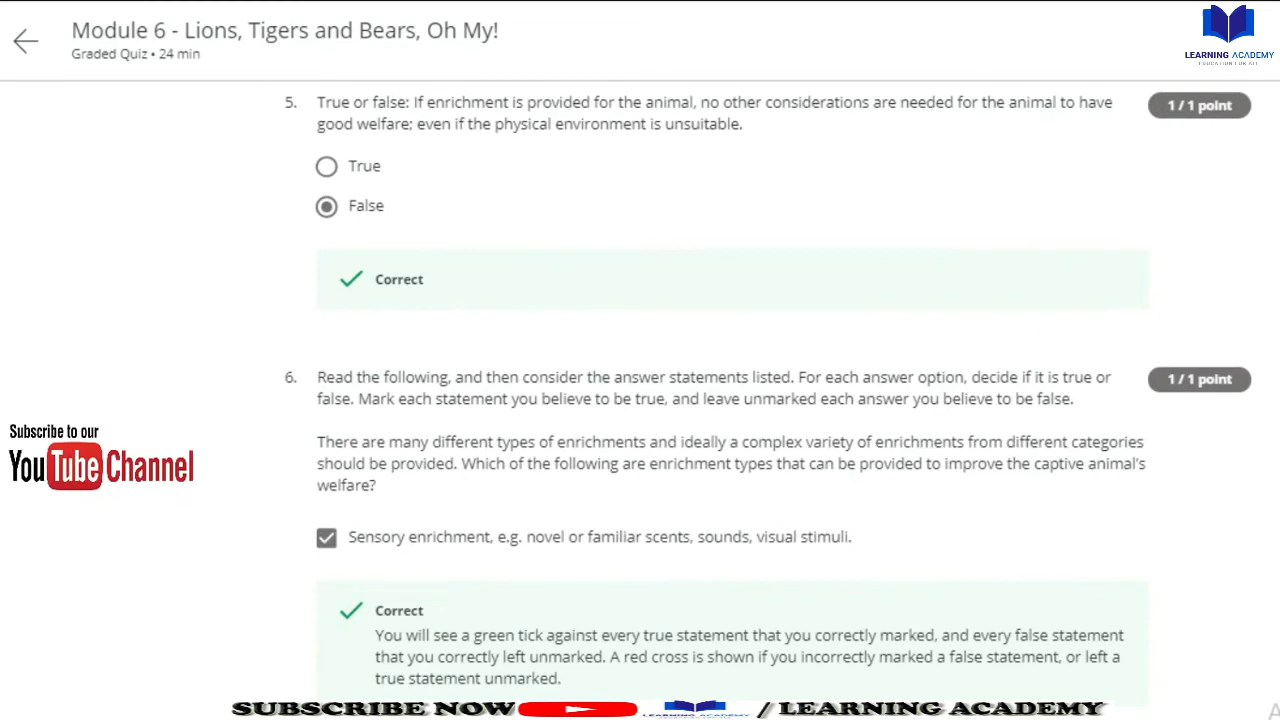 Module 6 - Lions, Tigers and Bears, Oh My!
Graded Quiz • 24 min
LEARNING ACADEMY
EDUCATION FOR ALL
5. True or false: If enrichment is provided for the animal, no other considerations are needed for the animal to have
good welfare; even if the physical environment is unsuitable.
1 / 1 point
True
False
Correct
6. Read the following, and then consider the answer statements listed. For each answer option, decide if it is true or
false. Mark each statement you believe to be true, and leave unmarked each answer you believe to be false.
1 / 1 point
There are many different types of enrichments and ideally a complex variety of enrichments from different categories
should be provided. Which of the following are enrichment types that can be provided to improve the captive animal's
welfare?
Subscribe to our
YouTube Channel
Sensory enrichment, e.g. novel or familiar scents, sounds, visual stimuli.
Correct
You will see a green tick against every true statement that you correctly marked, and every false statement
that you correctly left unmarked. A red cross is shown if you incorrectly marked a false statement, or left a
true statement unmarked.
SUBSCRIBE NOW LEARNING ACADEMY / LEARNING ACADEMY